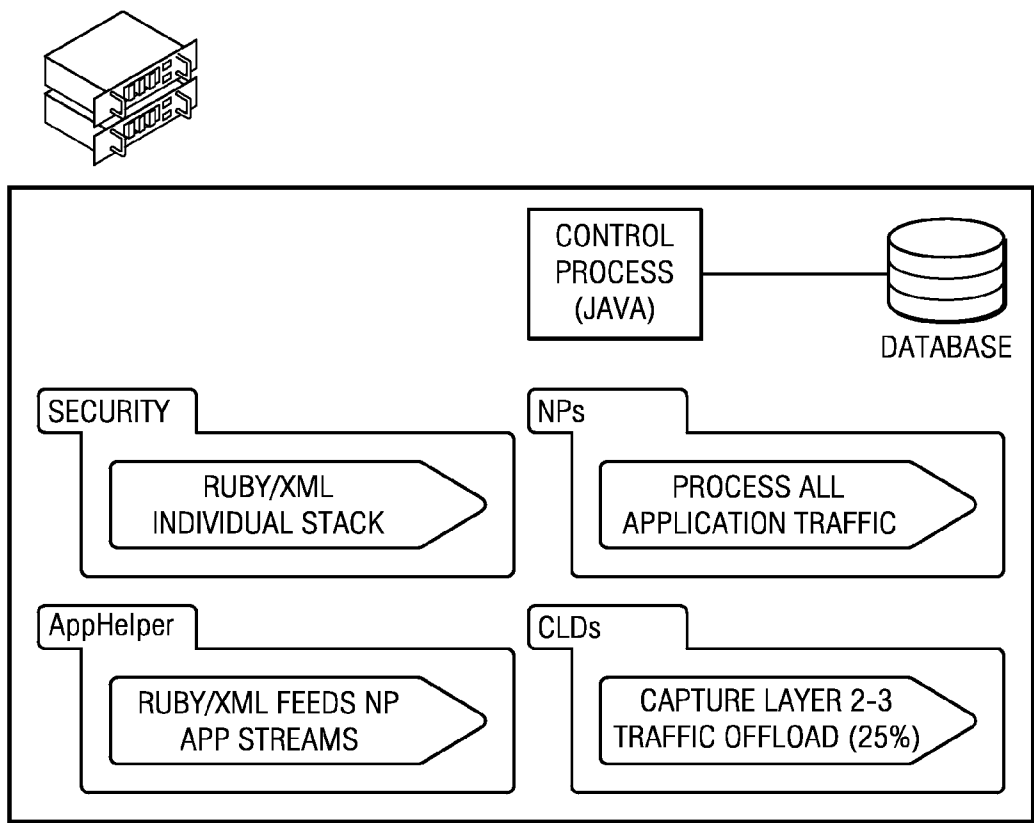 CONTROL
PROCESS
(JAVA)
DATABASE
SECURITY
RUBY/XML
INDIVIDUAL STACK
NPs
PROCESS ALL
APPLICATION TRAFFIC
AppHelper
RUBY/XML FEEDS NP
APP STREAMS
CLDs
CAPTURE LAYER 2-3
TRAFFIC OFFLOAD (25%)